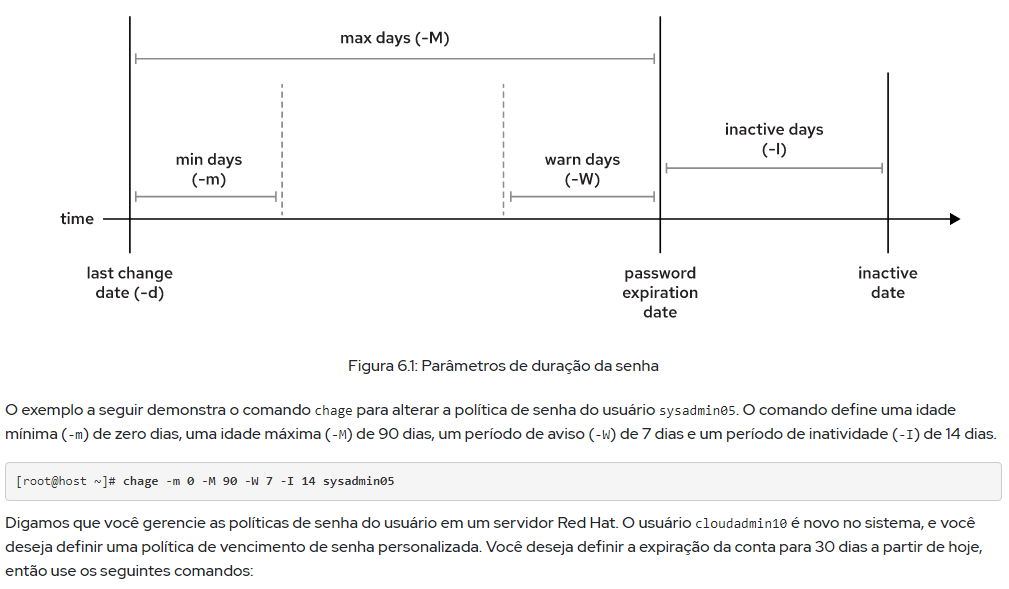 max days (-M)
inactive days
(-I)
min days
(-m)
warn days
(-W)
time
last change
date (-d)
password
expiration
date
inactive
date
Figura 6.1: Parâmetros de duração da senha
O exemplo a seguir demonstra o comando chage para alterar a política de senha do usuário sysadmin05. O comando define uma idade
mínima (-m) de zero dias, uma idade máxima (-M) de 90 dias, um período de aviso (-W) de 7 dias e um período de inatividade (-I) de 14 dias.
[root@host ~]# chage -m 0 -M 90 -W 7 -I 14 sysadmin05
Digamos que você gerencie as políticas de senha do usuário em um servidor Red Hat. O usuário cloudadmin10 é novo no sistema, e você
deseja definir uma política de vencimento de senha personalizada. Você deseja definir a expiração da conta para 30 dias a partir de hoje,
então use os seguintes comandos: